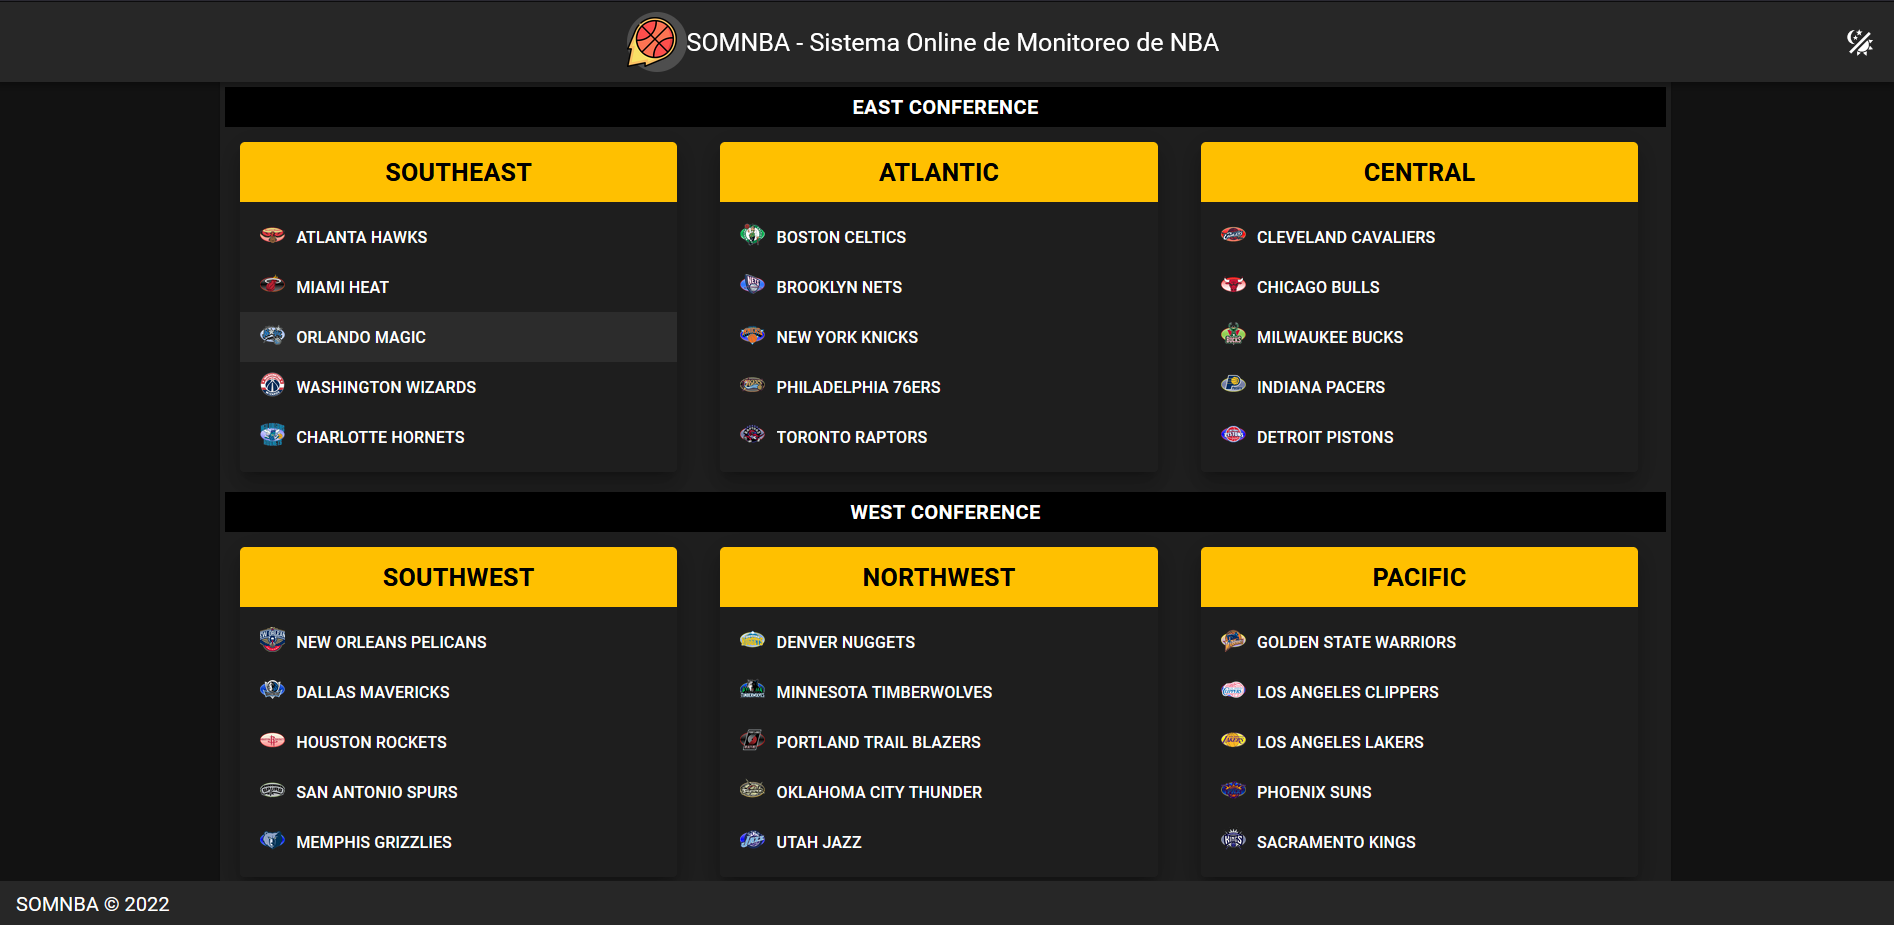 SOMNBA - Sistema Online de Monitoreo de NBA
EAST CONFERENCE
SOUTHEAST
ATLANTA HAWKS
MIAMI HEAT
ORLANDO MAGIC
WASHINGTON WIZARDS
CHARLOTTE HORNETS
ATLANTIC
BOSTON CELTICS
BROOKLYN NETS
NEW YORK KNICKS
PHILADELPHIA 76ERS
TORONTO RAPTORS
CENTRAL
CLEVELAND CAVALIERS
CHICAGO BULLS
MILWAUKEE BUCKS
INDIANA PACERS
DETROIT PISTONS
WEST CONFERENCE
SOUTHWEST
NEW ORLEANS PELICANS
DALLAS MAVERICKS
HOUSTON ROCKETS
SAN ANTONIO SPURS
MEMPHIS GRIZZLIES
NORTHWEST
DENVER NUGGETS
MINNESOTA TIMBERWOLVES
PORTLAND TRAIL BLAZERS
OKLAHOMA CITY THUNDER
UTAH JAZZ
PACIFIC
GOLDEN STATE WARRIORS
LOS ANGELES CLIPPERS
LOS ANGELES LAKERS
PHOENIX SUNS
SACRAMENTO KINGS
SOMNBA © 2022